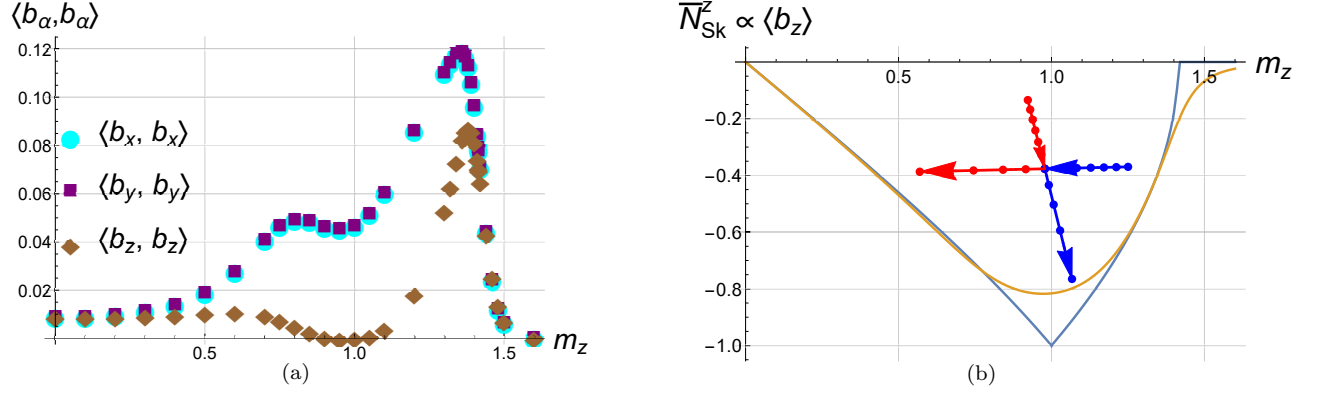 ⟨b_α,b_α⟩
0.12
0.10
0.08
0.06
0.04
0.02
⟨b_x, b_x⟩
⟨b_y, b_y⟩
⟨b_z, b_z⟩
0.5 1.0 1.5 m_z
(a)
N̅^z_Sk ∝ ⟨b_z⟩
0.5 1.0 1.5 m_z
−0.2
−0.4
−0.6
−0.8
−1.0
(b)